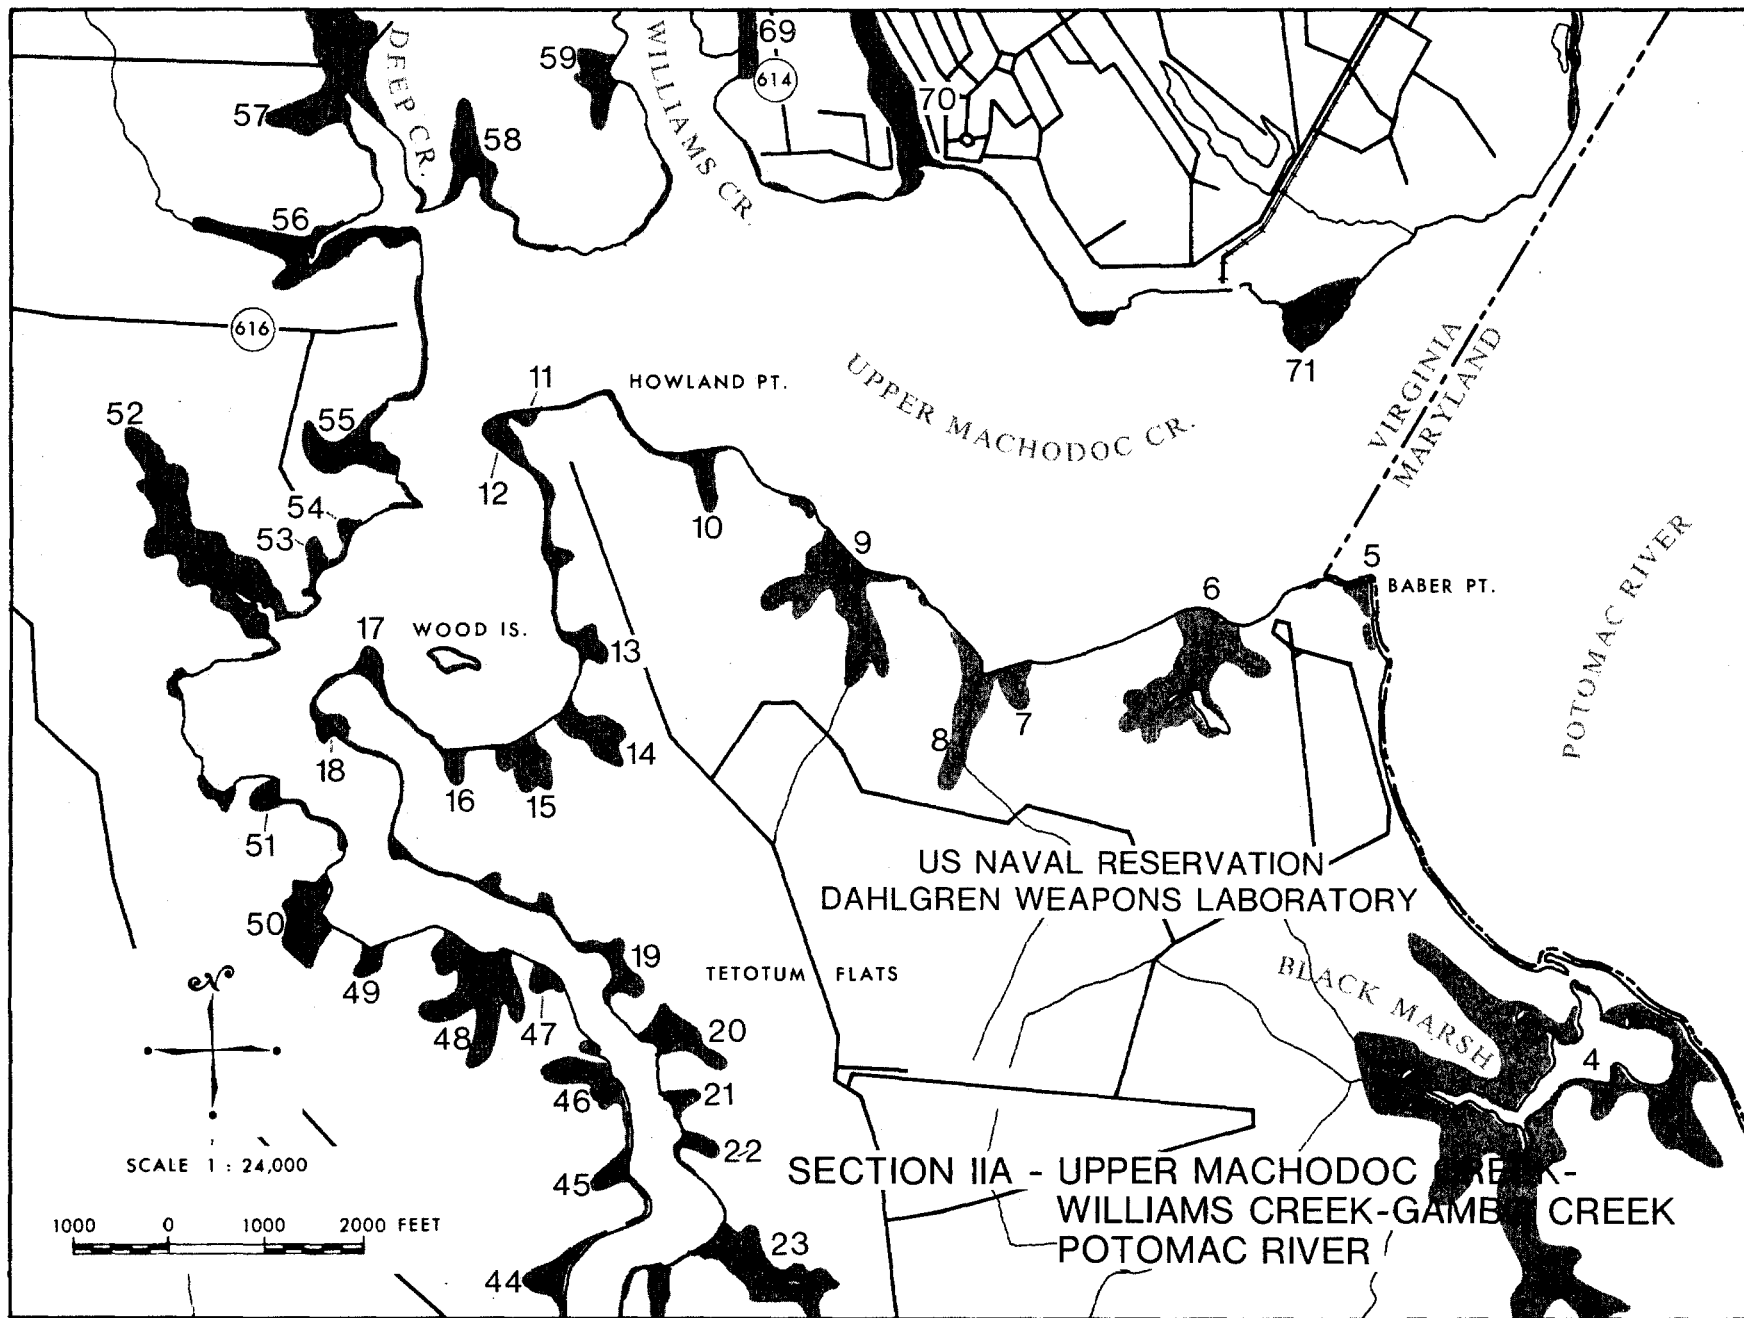 69
59
614
DEEP CR.
WILLIAMS CR.
57
70
58
56
616
71
VIRGINIA
MARYLAND
11
HOWLAND PT.
UPPER MACHODOC CR.
52
55
12
10
54
53
9
5
BABER PT.
6
POTOMAC RIVER
17
WOOD IS.
13
7
8
14
18
16
15
51
US NAVAL RESERVATION
DAHLGREN WEAPONS LABORATORY
50
19
TETOTUM FLATS
BLACK MARSH
N
49
47
48
20
4
46
21
22
SCALE 1 : 24,000
SECTION IIA - UPPER MACHODOC CREEK-
WILLIAMS CREEK-GAMB CREEK
POTOMAC RIVER
45
1000 0 1000 2000 FEET
23
44